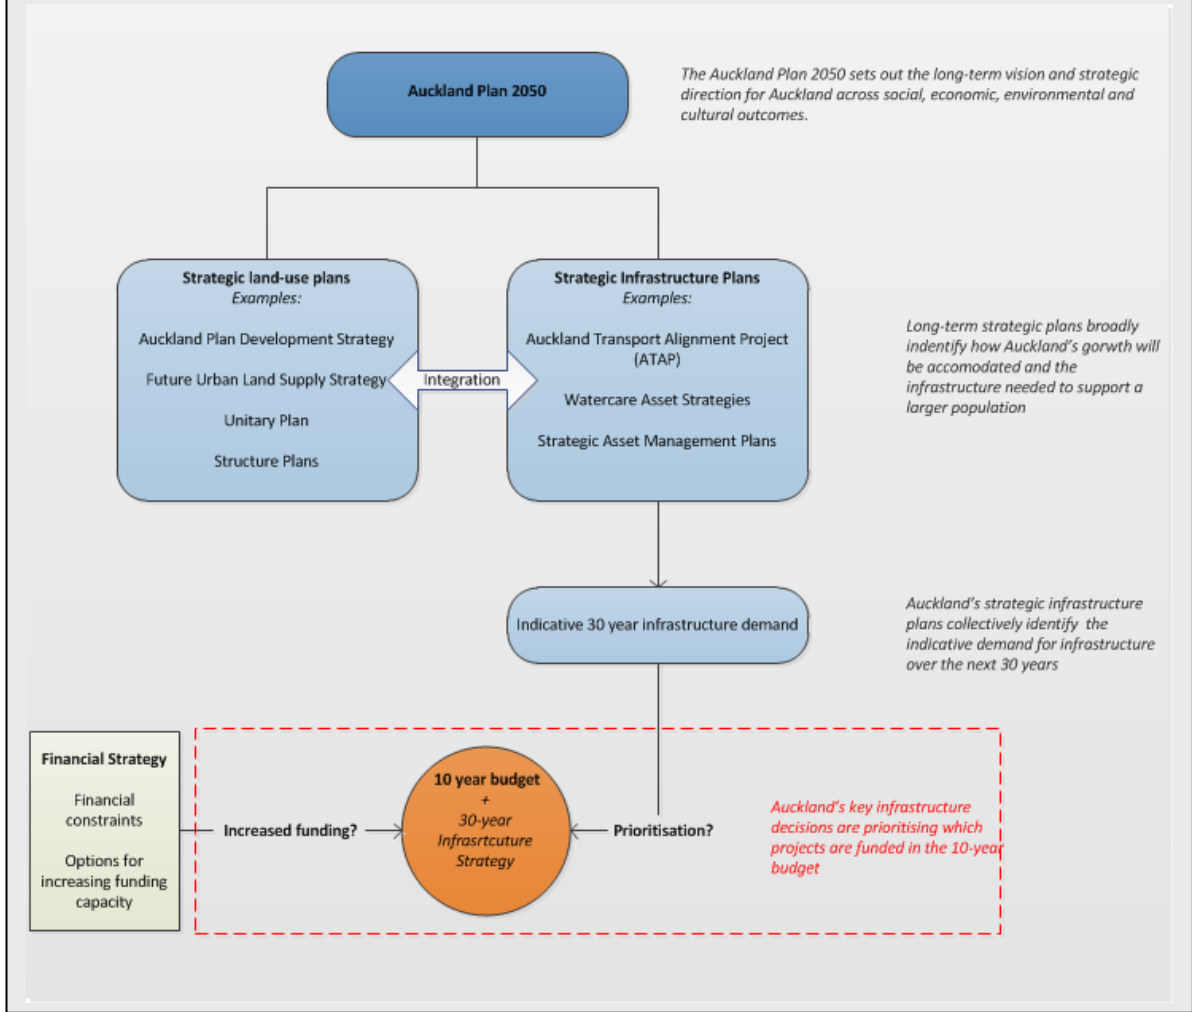 Auckland Plan 2050
The Auckland Plan 2050 sets out the long-term vision and strategic
direction for Auckland across social, economic, environmental and
cultural outcomes.
Strategic land-use plans
Examples:
Auckland Plan Development Strategy
Future Urban Land Supply Strategy
Unitary Plan
Structure Plans
Integration
Strategic Infrastructure Plans
Examples:
Auckland Transport Alignment Project
(ATAP)
Watercare Asset Strategies
Strategic Asset Management Plans
Long-term strategic plans broadly
indentify how Auckland's gorwth will
be accomodated and the
infrastructure needed to support a
larger population
Indicative 30 year infrastructure demand
Auckland's strategic infrastructure
plans collectively identify the
indicative demand for infrastructure
over the next 30 years
Financial Strategy
Financial
constraints
Options for
increasing funding
capacity
Increased funding?
10 year budget
+
30-year
Infrasrtcuture
Strategy
Prioritisation?
Auckland's key infrastructure
decisions are prioritising which
projects are funded in the 10-year
budget